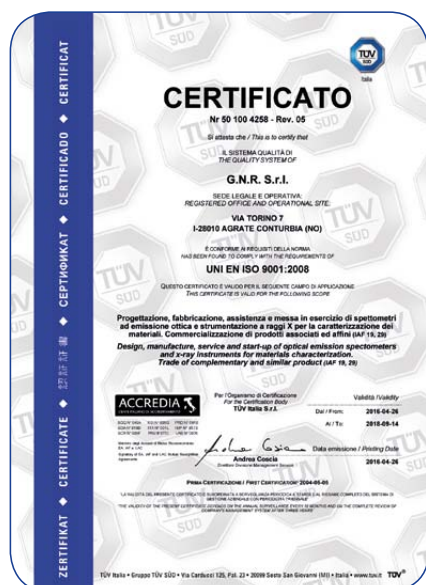 TÜV
SÜD
Italia
CERTIFICATO
Nr 50 100 4258 - Rev. 05
Si attesta che / This is to certify that
IL SISTEMA QUALITÀ DI
THE QUALITY SYSTEM OF
G.N.R. S.r.l.
SEDE LEGALE E OPERATIVA:
REGISTERED OFFICE AND OPERATIONAL SITE:
VIA TORINO 7
I-28010 AGRATE CONTURBIA (NO)
È CONFORME AI REQUISITI DELLA NORMA
HAS BEEN FOUND TO COMPLY WITH THE REQUIREMENTS OF
UNI EN ISO 9001:2008
QUESTO CERTIFICATO È VALIDO PER IL SEGUENTE CAMPO DI APPLICAZIONE
THIS CERTIFICATE IS VALID FOR THE FOLLOWING SCOPE
Progettazione, fabbricazione, assistenza e messa in esercizio di spettometri
ad emissione ottica e strumentazione a raggi X per la caratterizzazione dei
materiali. Commercializzazione di prodotti associati ed affini (IAF 19, 29)
Design, manufacture, service and start-up of optical emission spectometers
and x-ray instruments for materials characterization.
Trade of complementary and similar product (IAF 19, 29)
ACCREDIA
Per l'Organismo di Certificazione
For the Certification Body
TÜV Italia S.r.l.
Validità / Validity
Dal / From: 2016-04-26
Al / To: 2018-09-14
Andrea Coscia
Direttore Divisione Management Service
Data emissione / Printing Date
2016-04-26
PRIMA CERTIFICAZIONE / FIRST CERTIFICATION: 2004-05-05
TÜV Italia • Gruppo TÜV SÜD • Via Carducci 125, Pal. 23 • 20099 Sesto San Giovanni (MI) • Italia • www.tuv.it TÜV®
ZERTIFIKAT ◆ CERTIFICATE ◆ ◆ СЕРТИФИКАТ ◆ CERTIFICADO ◆ CERTIFICAT